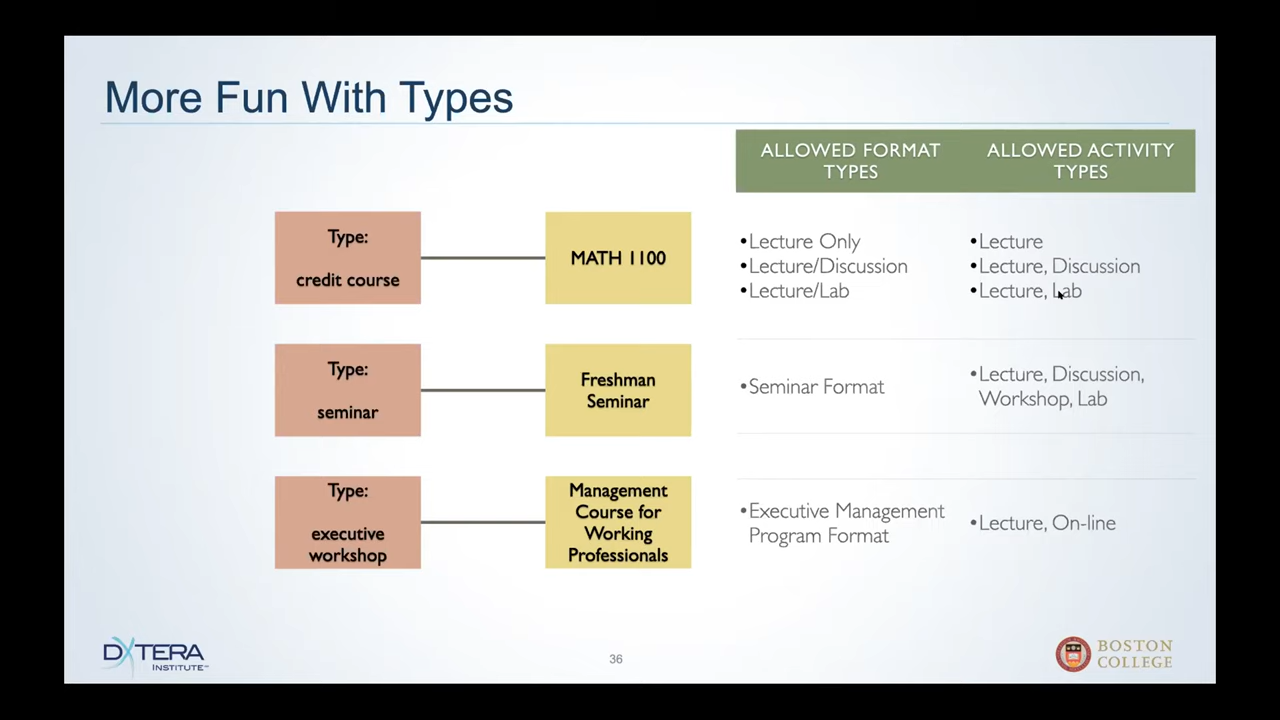 More Fun With Types
ALLOWED FORMAT
TYPES
ALLOWED ACTIVITY
TYPES
Type:
credit course
MATH 1100
•Lecture Only
•Lecture/Discussion
•Lecture/Lab
•Lecture
•Lecture, Discussion
•Lecture, Lab
Type:
seminar
Freshman
Seminar
•Seminar Format
•Lecture, Discussion,
Workshop, Lab
Type:
executive
workshop
Management
Course for
Working
Professionals
•Executive Management
Program Format
•Lecture, On-line
DXTERA
INSTITUTE
36
BOSTON
COLLEGE